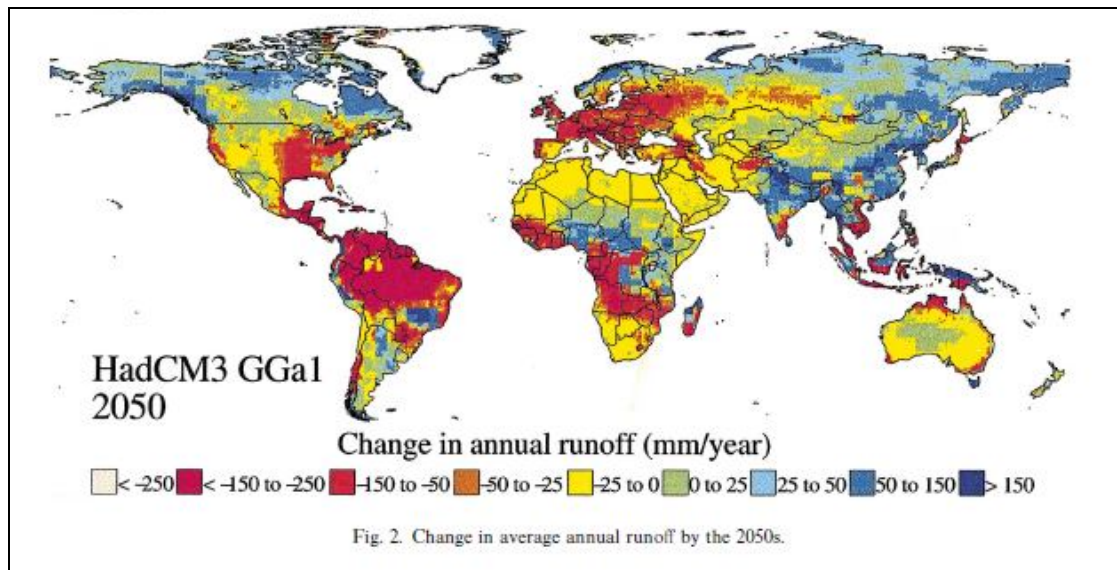 HadCM3 GGa1
2050
Change in annual runoff (mm/year)
< –250 < –150 to –250 –150 to –50 –50 to –25 –25 to 0 0 to 25 25 to 50 50 to 150 > 150
Fig. 2. Change in average annual runoff by the 2050s.